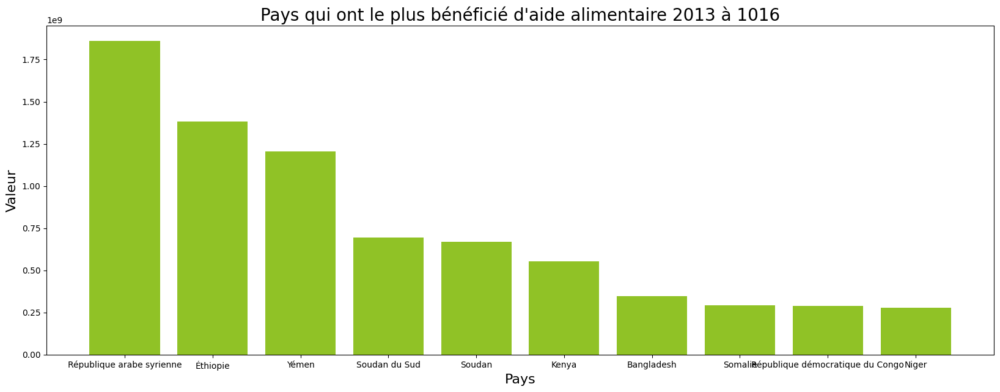 Pays qui ont le plus bénéficié d'aide alimentaire 2013 à 1016
1e9
1.75
1.50
1.25
1.00
0.75
0.50
0.25
0.00
Valeur
République arabe syrienne Éthiopie Yémen Soudan du Sud Soudan Kenya Bangladesh Somalie République démocratique du Congo Niger
Pays